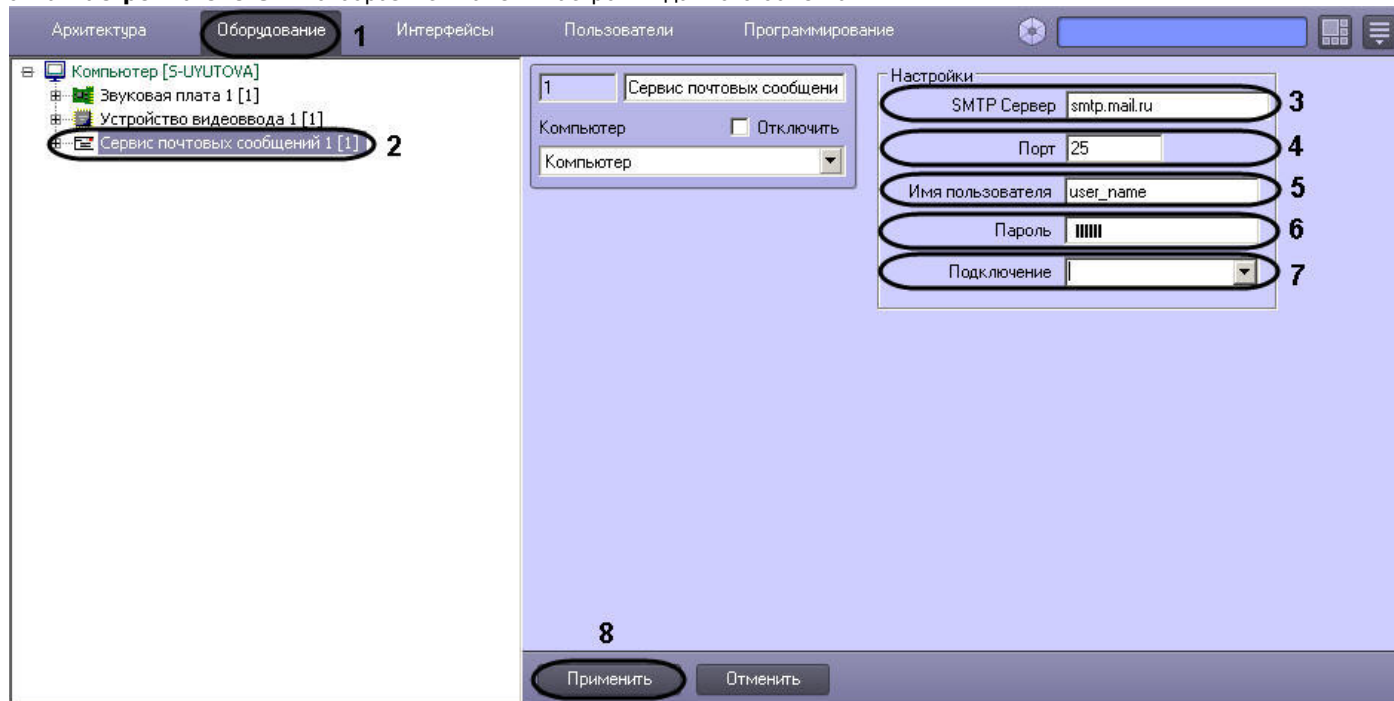 Архитектура Оборудование 1 Интерфейсы Пользователи Программирование
Компьютер [S-UYUTOVA]
Звуковая плата 1 [1]
Устройство видеоввода 1 [1]
Сервис почтовых сообщений 1 [1] 2
1 Сервис почтовых сообщени
Компьютер Отключить
Компьютер
Настройки
SMTP Сервер smtp.mail.ru 3
Порт 25 4
Имя пользователя user_name 5
Пароль 6
Подключение 7
8
Применить Отменить